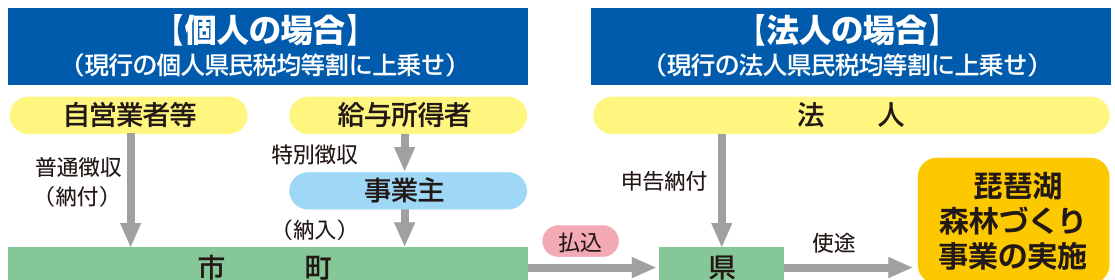 【個人の場合】
（現行の個人県民税均等割に上乗せ）
自営業者等
給与所得者
普通徴収
（納付）
特別徴収
事業主
（納入）
市 町
払込
【法人の場合】
（現行の法人県民税均等割に上乗せ）
法 人
申告納付
県
使途
琵琶湖
森林づくり
事業の実施